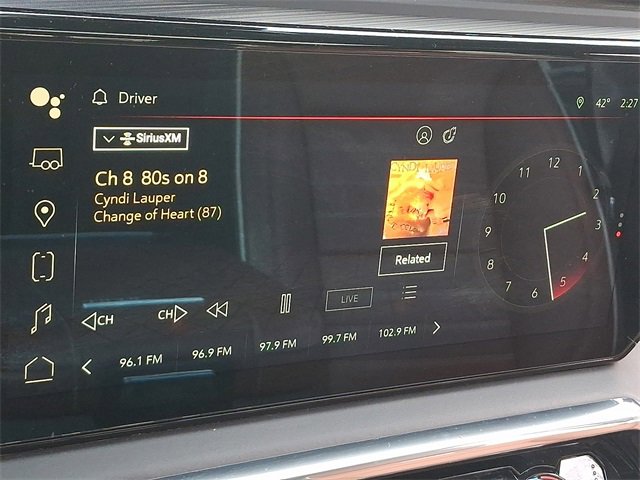 Driver
42° 2:27
SiriusXM
Ch 8 80s on 8
Cyndi Lauper
Change of Heart (87)
CYNDI LAUPER
Related
12
1
2
3
4
5
6
7
8
9
10
11
CH
CH
LIVE
96.1 FM
96.9 FM
97.9 FM
99.7 FM
102.9 FM